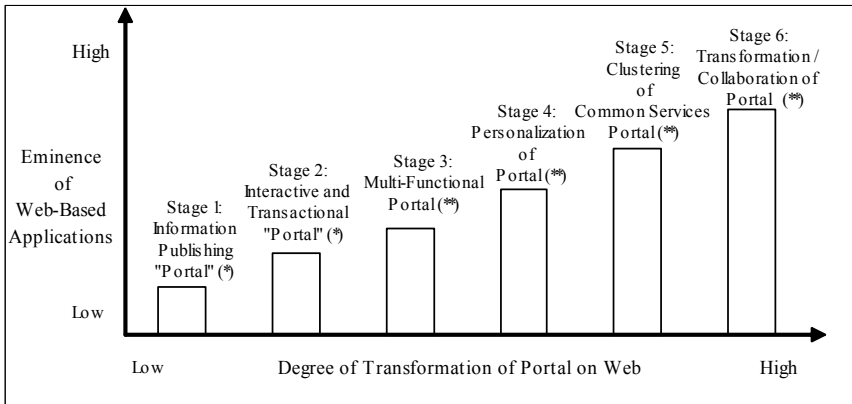 High
Eminence
of
Web-Based
Applications
Low
Stage 1:
Information
Publishing
"Portal" (*)
Stage 2:
Interactive and
Transactional
"Portal" (*)
Stage 3:
Multi-Functional
Portal (**)
Stage 4:
Personalization
of
Portal (**)
Stage 5:
Clustering
of
Common Services
Portal (**)
Stage 6:
Transformation /
Collaboration of
Portal (**)
Low
Degree of Transformation of Portal on Web
High